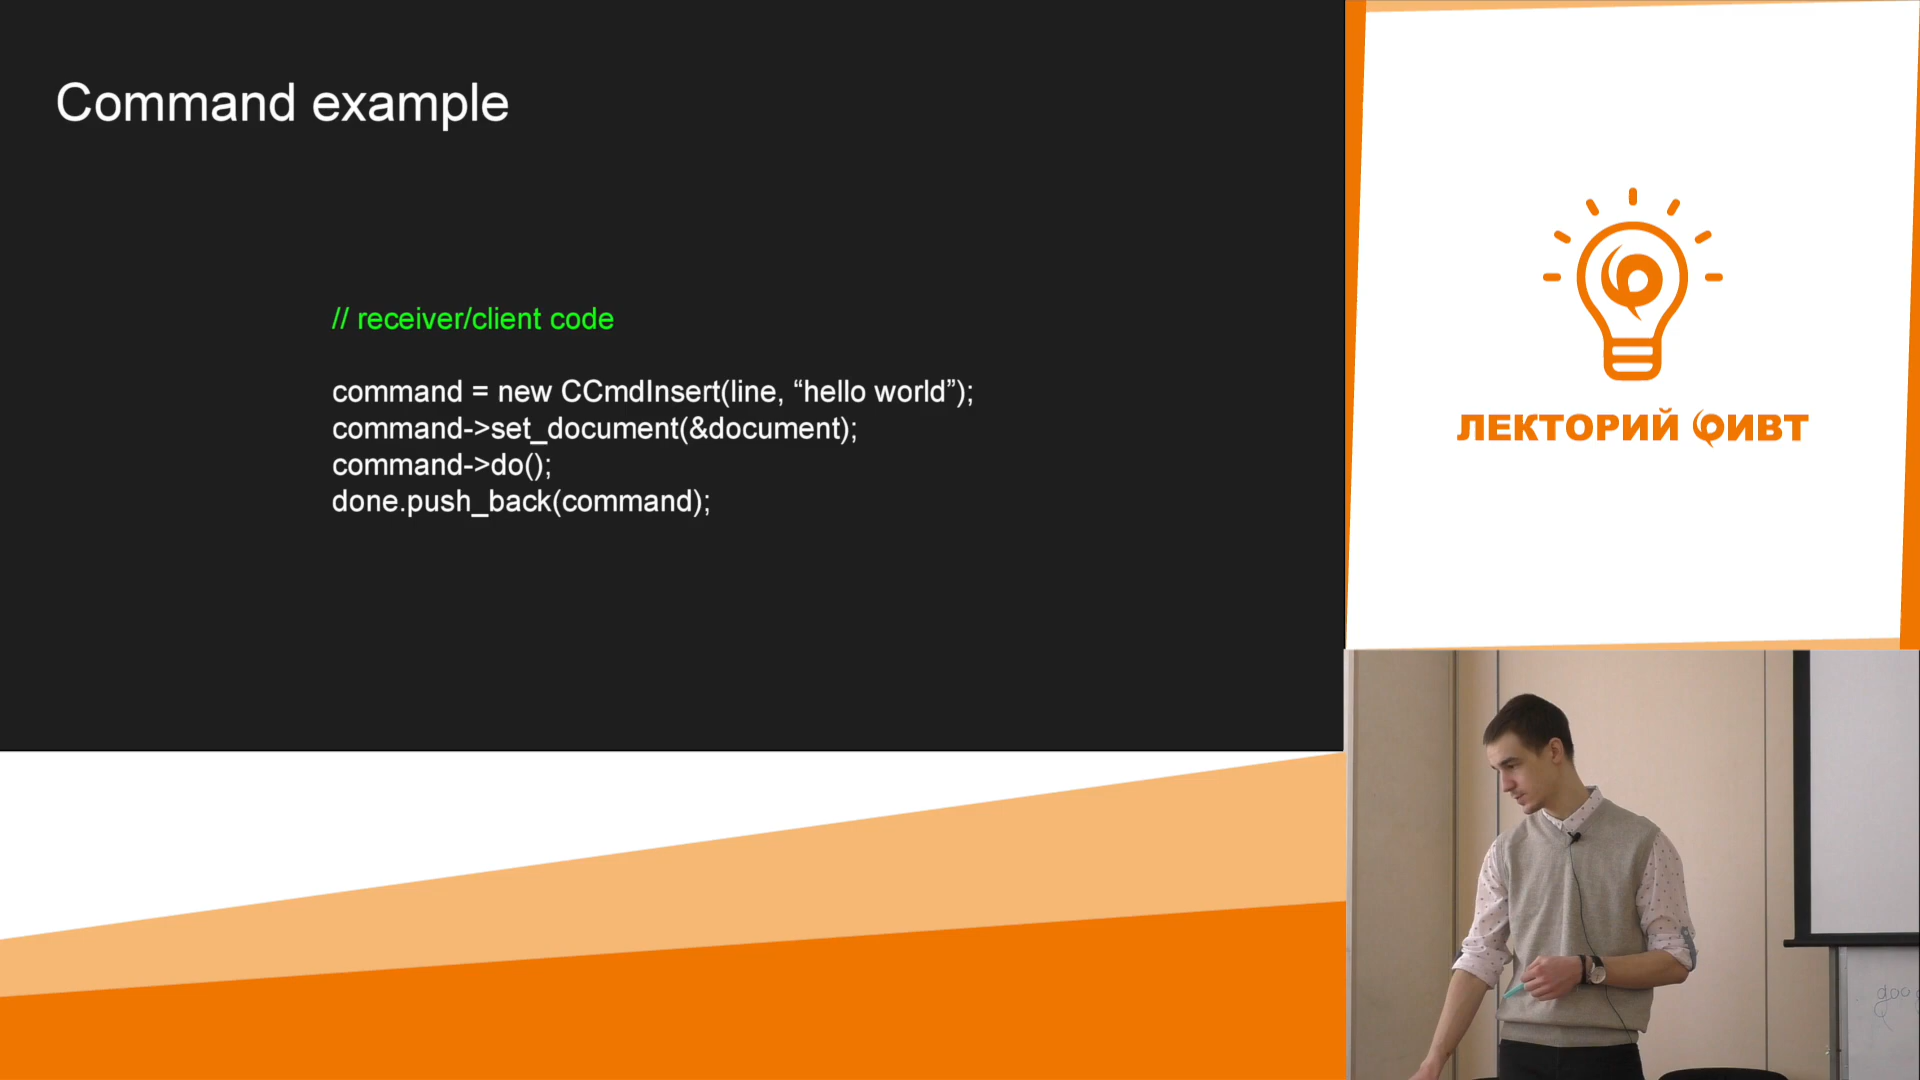 Command example
// receiver/client code
command = new CCmdInsert(line, “hello world”);
command->set_document(&document);
command->do();
done.push_back(command);
ЛЕКТОРИЙ ФИВТ